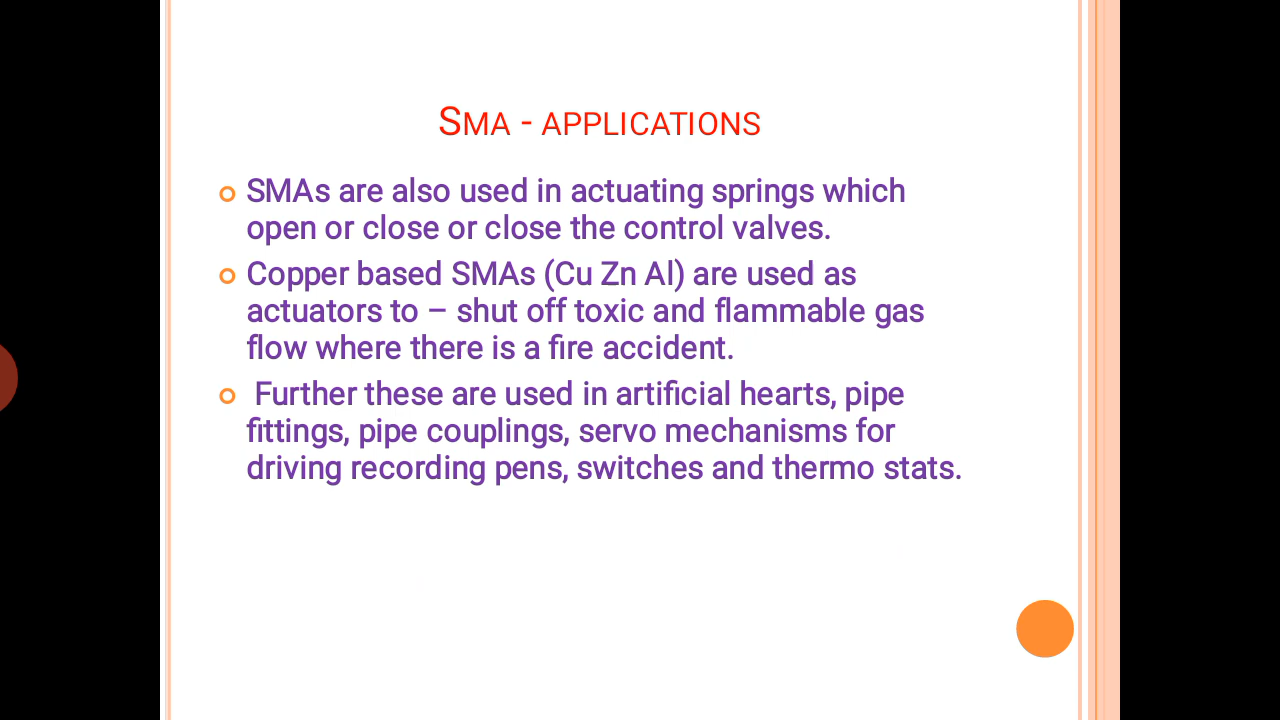 SMA - APPLICATIONS
SMAs are also used in actuating springs which
open or close or close the control valves.
Copper based SMAs (Cu Zn Al) are used as
actuators to – shut off toxic and flammable gas
flow where there is a fire accident.
Further these are used in artificial hearts, pipe
fittings, pipe couplings, servo mechanisms for
driving recording pens, switches and thermo stats.